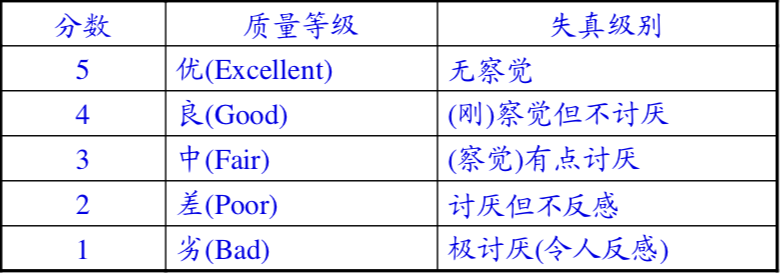 分数 质量等级 失真级别
5 优(Excellent) 无察觉
4 良(Good) (刚)察觉但不讨厌
3 中(Fair) (察觉)有点讨厌
2 差(Poor) 讨厌但不反感
1 劣(Bad) 极讨厌(令人反感)